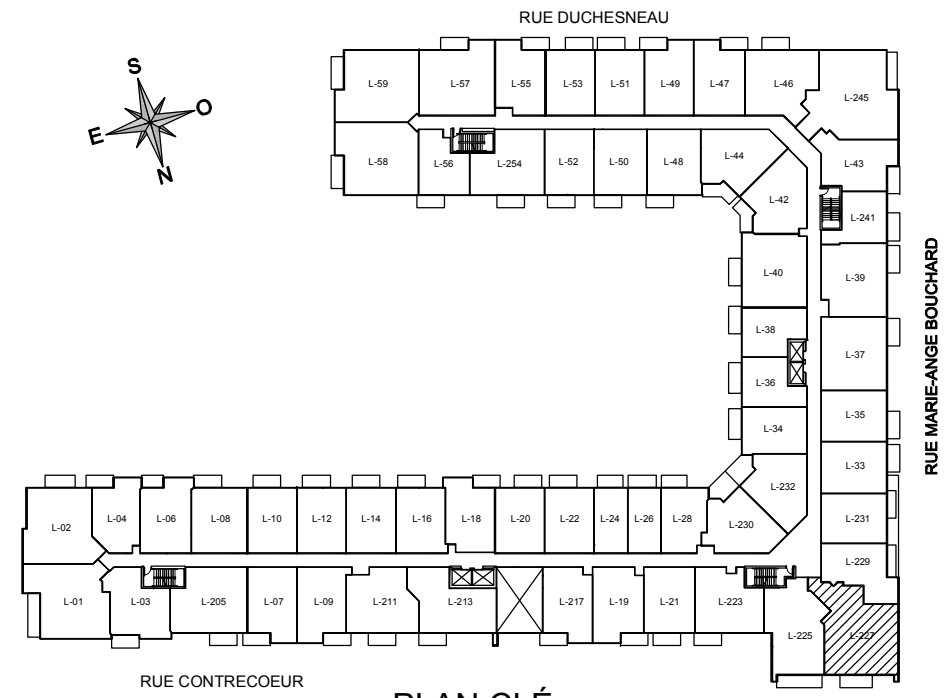 RUE DUCHESNEAU
S
O
E
N
L-59 L-57 L-55 L-53 L-51 L-49 L-47 L-46 L-245
L-58 L-56 L-254 L-52 L-50 L-48 L-44 L-43
L-42 L-241
L-40 L-39
L-38
L-37
L-36
L-35
L-34
L-33
L-232
L-231
L-229
RUE MARIE-ANGE BOUCHARD
L-02 L-04 L-06 L-08 L-10 L-12 L-14 L-16 L-18 L-20 L-22 L-24 L-26 L-28 L-230
L-01 L-03 L-205 L-07 L-09 L-211 L-213 L-217 L-19 L-21 L-223 L-225 L-227
RUE CONTRECOEUR
PLAN CLÉ